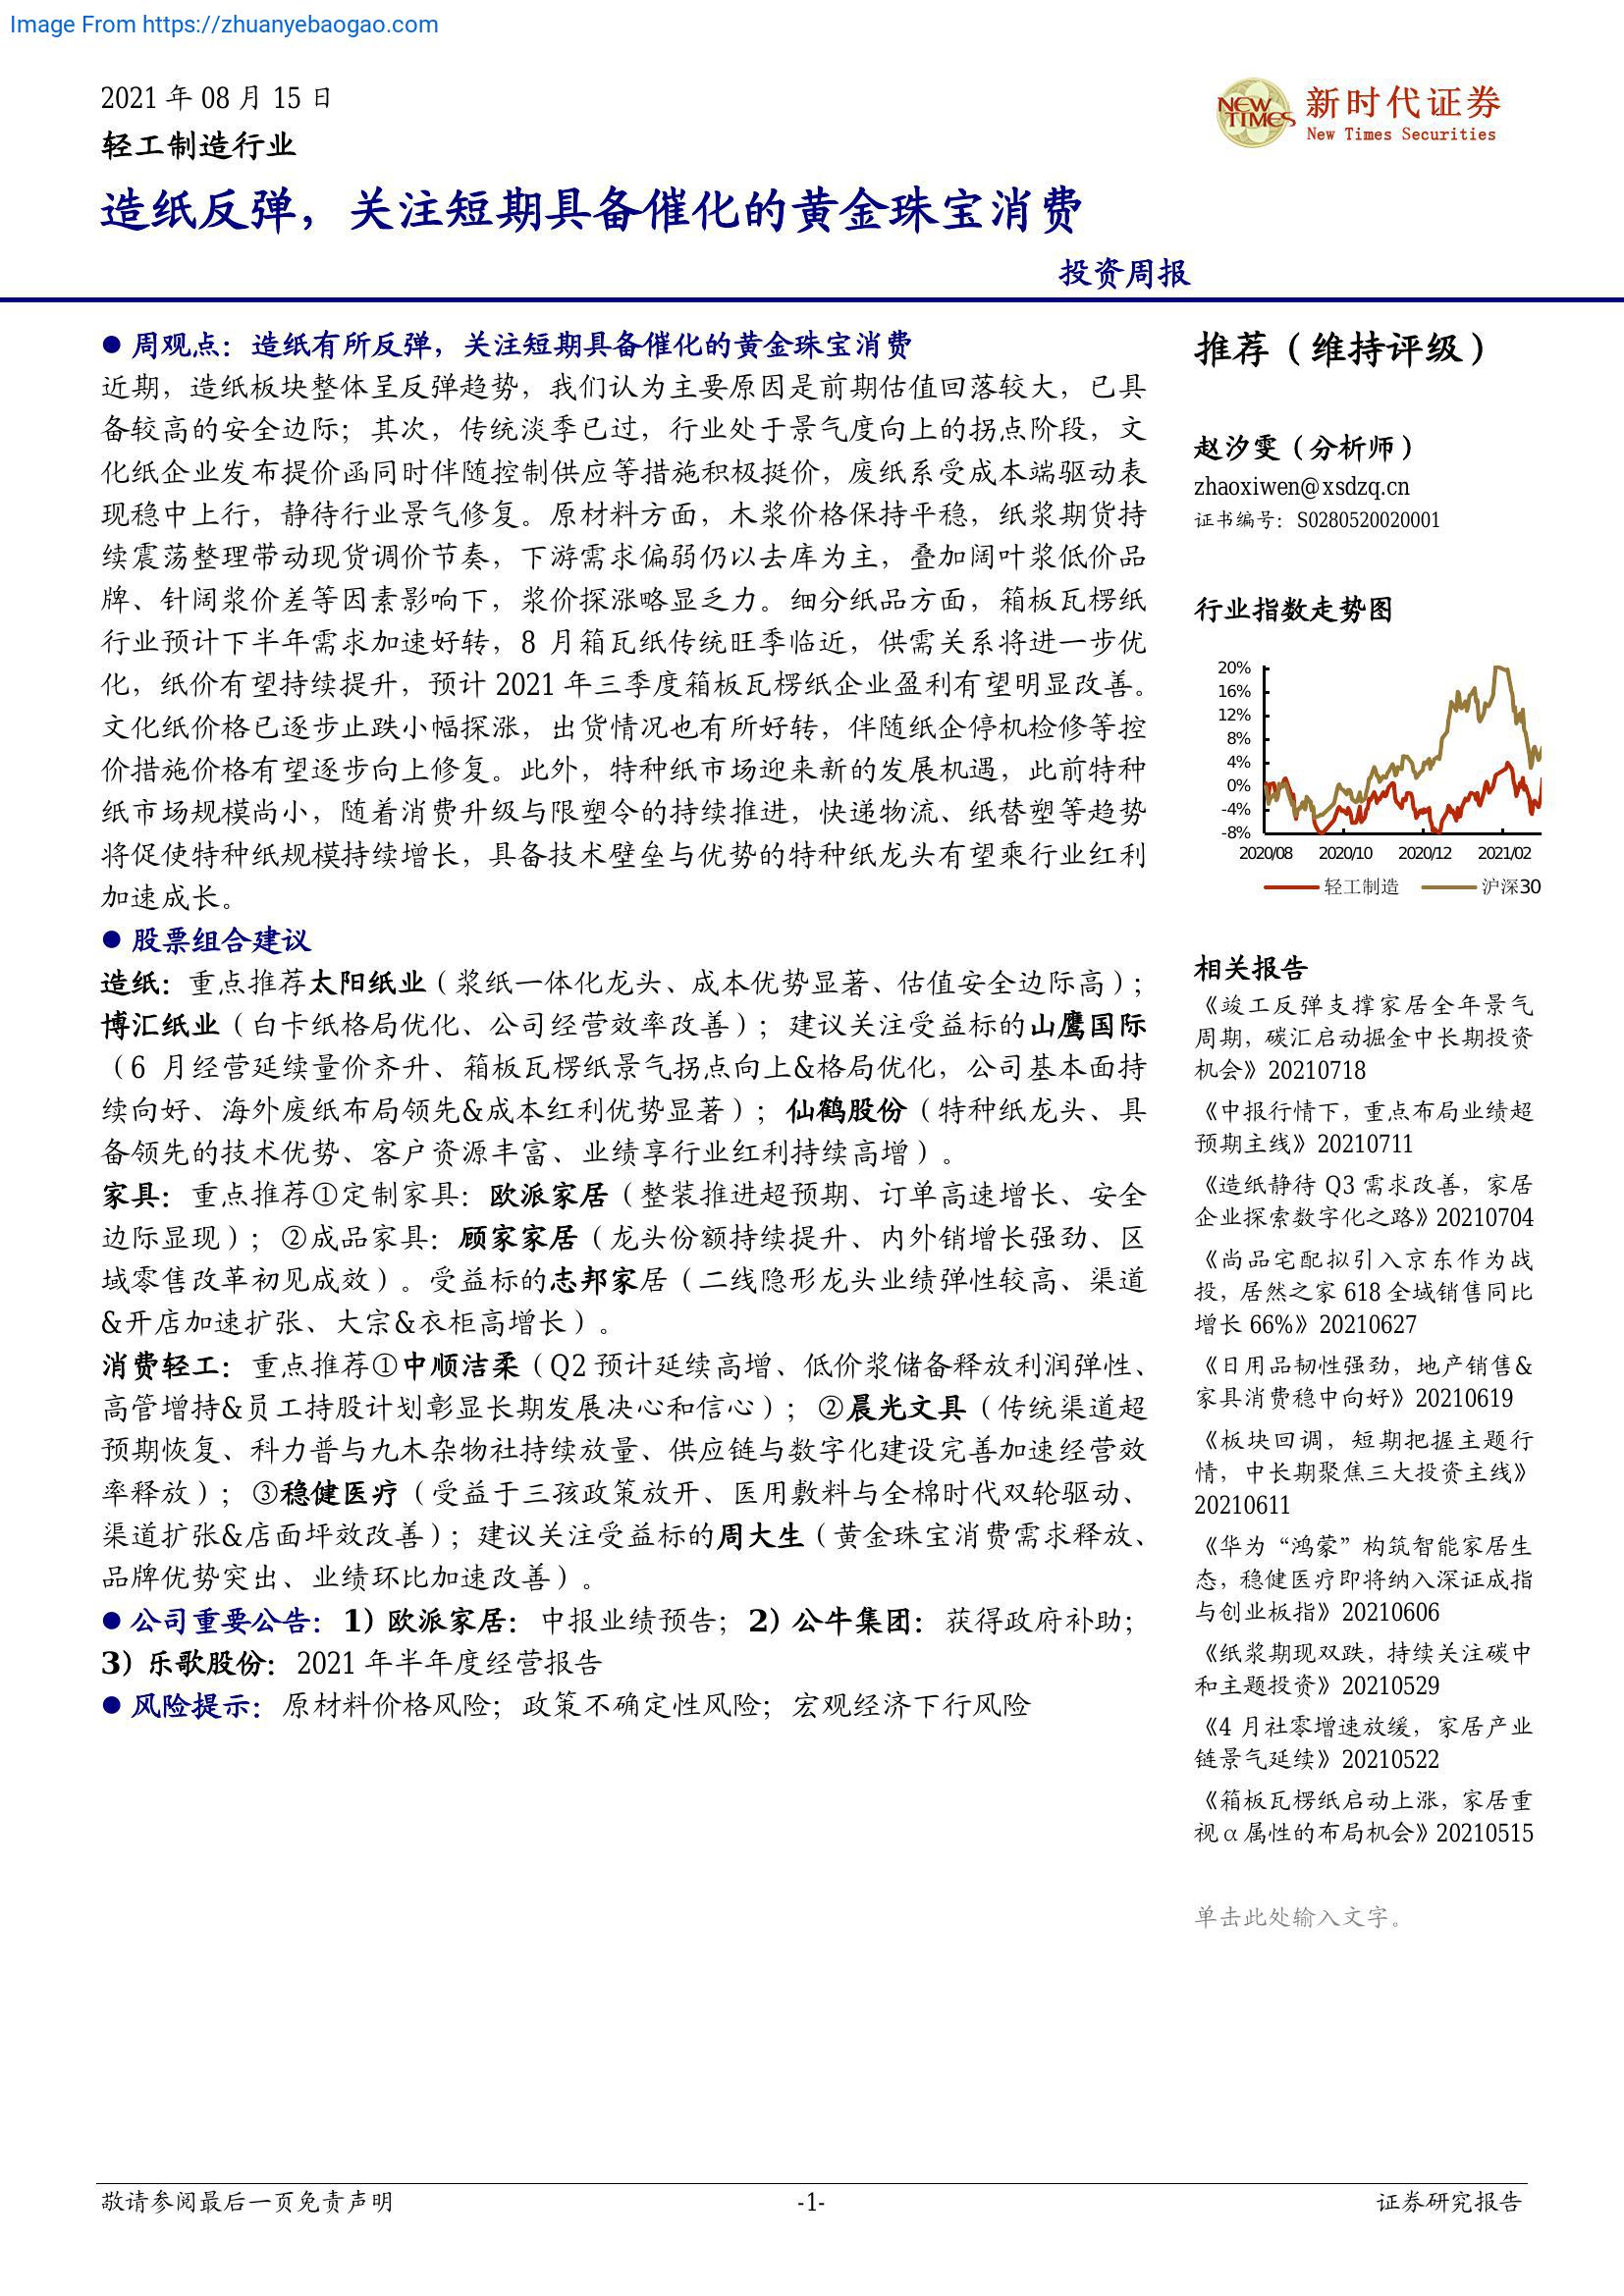 Image From https://zhuanyebaogao.com
2021 年 08 月 15 日
轻工制造行业
NEW TIMES
新时代证券
New Times Securities
造纸反弹，关注短期具备催化的黄金珠宝消费
投资周报
● 周观点：造纸有所反弹，关注短期具备催化的黄金珠宝消费
近期，造纸板块整体呈反弹趋势，我们认为主要原因是前期估值回落较大，已具
备较高的安全边际；其次，传统淡季已过，行业处于景气度向上的拐点阶段，文
化纸企业发布提价函同时伴随控制供应等措施积极挺价，废纸系受成本端驱动表
现稳中上行，静待行业景气修复。原材料方面，木浆价格保持平稳，纸浆期货持
续震荡整理带动现货调价节奏，下游需求偏弱仍以去库为主，叠加阔叶浆低价品
牌、针阔浆价差等因素影响下，浆价探涨略显乏力。细分纸品方面，箱板瓦楞纸
行业预计下半年需求加速好转，8 月箱瓦纸传统旺季临近，供需关系将进一步优
化，纸价有望持续提升，预计 2021 年三季度箱板瓦楞纸企业盈利有望明显改善。
文化纸价格已逐步止跌小幅探涨，出货情况也有所好转，伴随纸企停机检修等控
价措施价格有望逐步向上修复。此外，特种纸市场迎来新的发展机遇，此前特种
纸市场规模尚小，随着消费升级与限塑令的持续推进，快递物流、纸替塑等趋势
将促使特种纸规模持续增长，具备技术壁垒与优势的特种纸龙头有望乘行业红利
加速成长。
● 股票组合建议
造纸：重点推荐太阳纸业（浆纸一体化龙头、成本优势显著、估值安全边际高）；
博汇纸业（白卡纸格局优化、公司经营效率改善）；建议关注受益标的山鹰国际
（6 月经营延续量价齐升、箱板瓦楞纸景气拐点向上&格局优化，公司基本面持
续向好、海外废纸布局领先&成本红利优势显著）；仙鹤股份（特种纸龙头、具
备领先的技术优势、客户资源丰富、业绩享行业红利持续高增）。
家具：重点推荐①定制家具：欧派家居（整装推进超预期、订单高速增长、安全
边际显现）；②成品家具：顾家家居（龙头份额持续提升、内外销增长强劲、区
域零售改革初见成效）。受益标的志邦家居（二线隐形龙头业绩弹性较高、渠道
&开店加速扩张、大宗&衣柜高增长）。
消费轻工：重点推荐①中顺洁柔（Q2 预计延续高增、低价浆储备释放利润弹性、
高管增持&员工持股计划彰显长期发展决心和信心）；②晨光文具（传统渠道超
预期恢复、科力普与九木杂物社持续放量、供应链与数字化建设完善加速经营效
率释放）；③稳健医疗（受益于三孩政策放开、医用敷料与全棉时代双轮驱动、
渠道扩张&店面坪效改善）；建议关注受益标的周大生（黄金珠宝消费需求释放、
品牌优势突出、业绩环比加速改善）。
● 公司重要公告：1) 欧派家居：中报业绩预告；2) 公牛集团：获得政府补助；
3) 乐歌股份：2021 年半年度经营报告
● 风险提示：原材料价格风险；政策不确定性风险；宏观经济下行风险
推荐（维持评级）
赵汐雯（分析师）
zhaoxiwen@xsdzq.cn
证书编号：S0280520020001
行业指数走势图
20%
16%
12%
8%
4%
0%
-4%
-8%
2020/08 2020/10 2020/12 2021/02
轻工制造 沪深30
相关报告
《竣工反弹支撑家居全年景气
周期，碳汇启动掘金中长期投资
机会》20210718
《中报行情下，重点布局业绩超
预期主线》20210711
《造纸静待 Q3 需求改善，家居
企业探索数字化之路》20210704
《尚品宅配拟引入京东作为战
投，居然之家 618 全域销售同比
增长 66%》20210627
《日用品韧性强劲，地产销售&
家具消费稳中向好》20210619
《板块回调，短期把握主题行
情，中长期聚焦三大投资主线》
20210611
《华为“鸿蒙”构筑智能家居生
态，稳健医疗即将纳入深证成指
与创业板指》20210606
《纸浆期现双跌，持续关注碳中
和主题投资》20210529
《4 月社零增速放缓，家居产业
链景气延续》20210522
《箱板瓦楞纸启动上涨，家居重
视 α 属性的布局机会》20210515
单击此处输入文字。
敬请参阅最后一页免责声明
-1-
证券研究报告